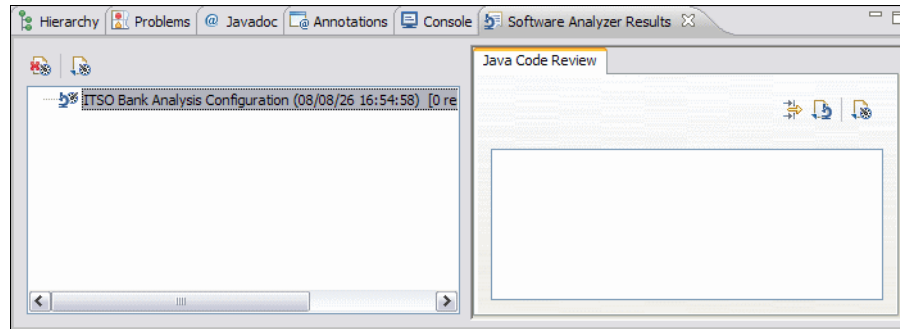 Hierarchy Problems @ Javadoc Annotations Console Software Analyzer Results
Java Code Review
ITSO Bank Analysis Configuration (08/08/26 16:54:58) [0 re